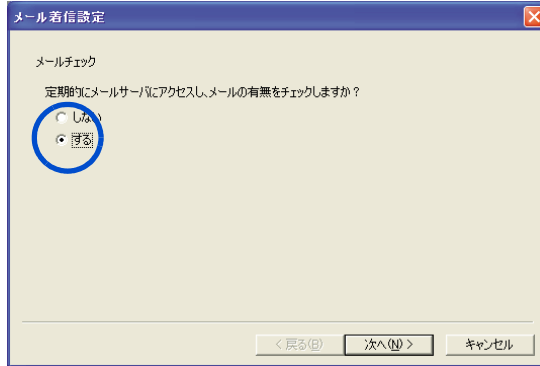 メール着信設定
メールチェック
定期的にメールサーバにアクセスし、メールの有無をチェックしますか？
しない
する
< 戻る(B)
次へ(N) >
キャンセル